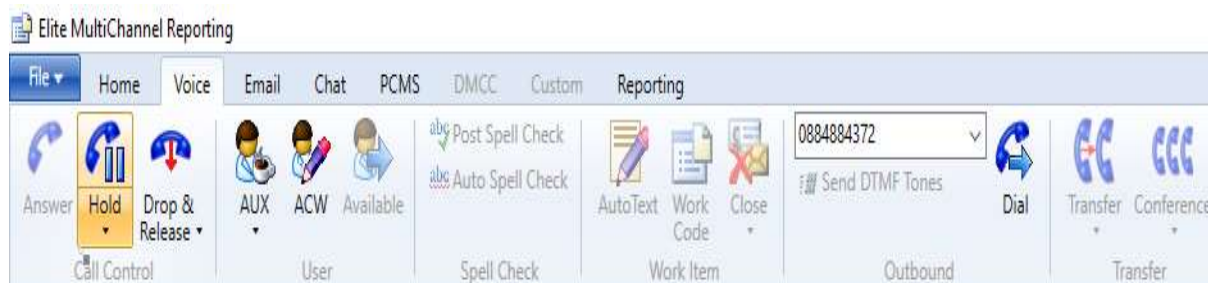 Elite MultiChannel Reporting
File Home Voice Email Chat PCMS DMCC Custom Reporting
Answer Hold Drop & Release AUX ACW Available
abc Post Spell Check
abc Auto Spell Check
AutoText Work Code Close
0884884372
Send DTMF Tones
Dial Transfer Conference
Call Control User Spell Check Work Item Outbound Transfer